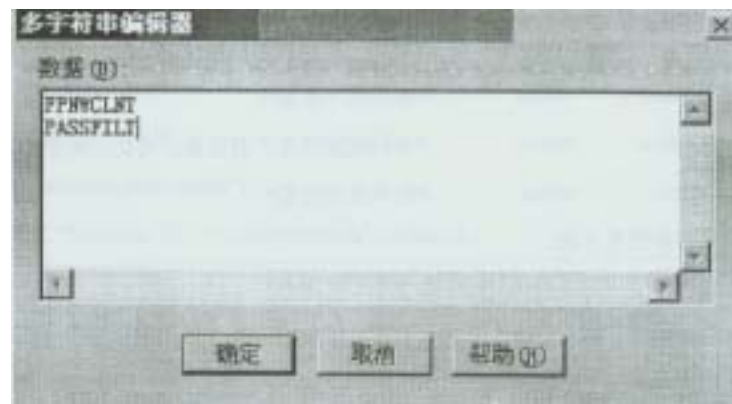 多字符串编辑器
数据(D):
FPNWCLNT
PASSFILT
确定
取消
帮助(H)